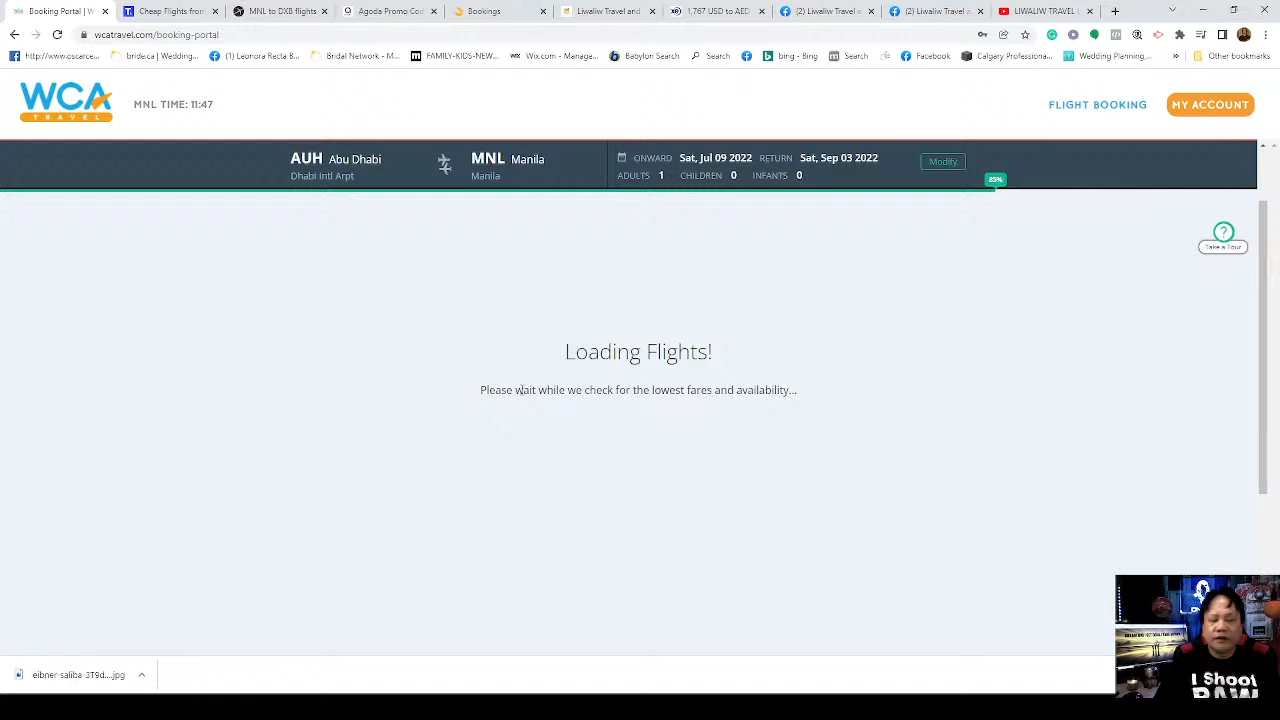 Booking Portal | W
Cheap Flights from
MNL to DXB flights
Agoda Promo Cod
Bookings
Liwaliw Travel and
1,767 USD to AED
(2) Liwaliw Travel a
(2) Liwaliw Travel a
LIWALIW TRAVEL
wcatravel.com/booking-portal
http://www.oscarece...
bride.ca | Wedding...
(1) Leonora Recta B...
Bridal Network - M...
FAMILY-KIDS-NEW...
Wix.com - Manage...
Babylon Search
Search
bing - Bing
Search
Facebook
Calgary Professiona...
Wedding Planning,...
Other bookmarks
WCA
TRAVEL
MNL TIME: 11:47
FLIGHT BOOKING
MY ACCOUNT
AUH Abu Dhabi
Dhabi Intl Arpt
MNL Manila
Manila
ONWARD Sat, Jul 09 2022 RETURN Sat, Sep 03 2022
ADULTS 1 CHILDREN 0 INFANTS 0
Modify
85%
?
Take a Tour
Loading Flights!
Please wait while we check for the lowest fares and availability...
eibner-saliba-3T9d....jpg
I Shoot